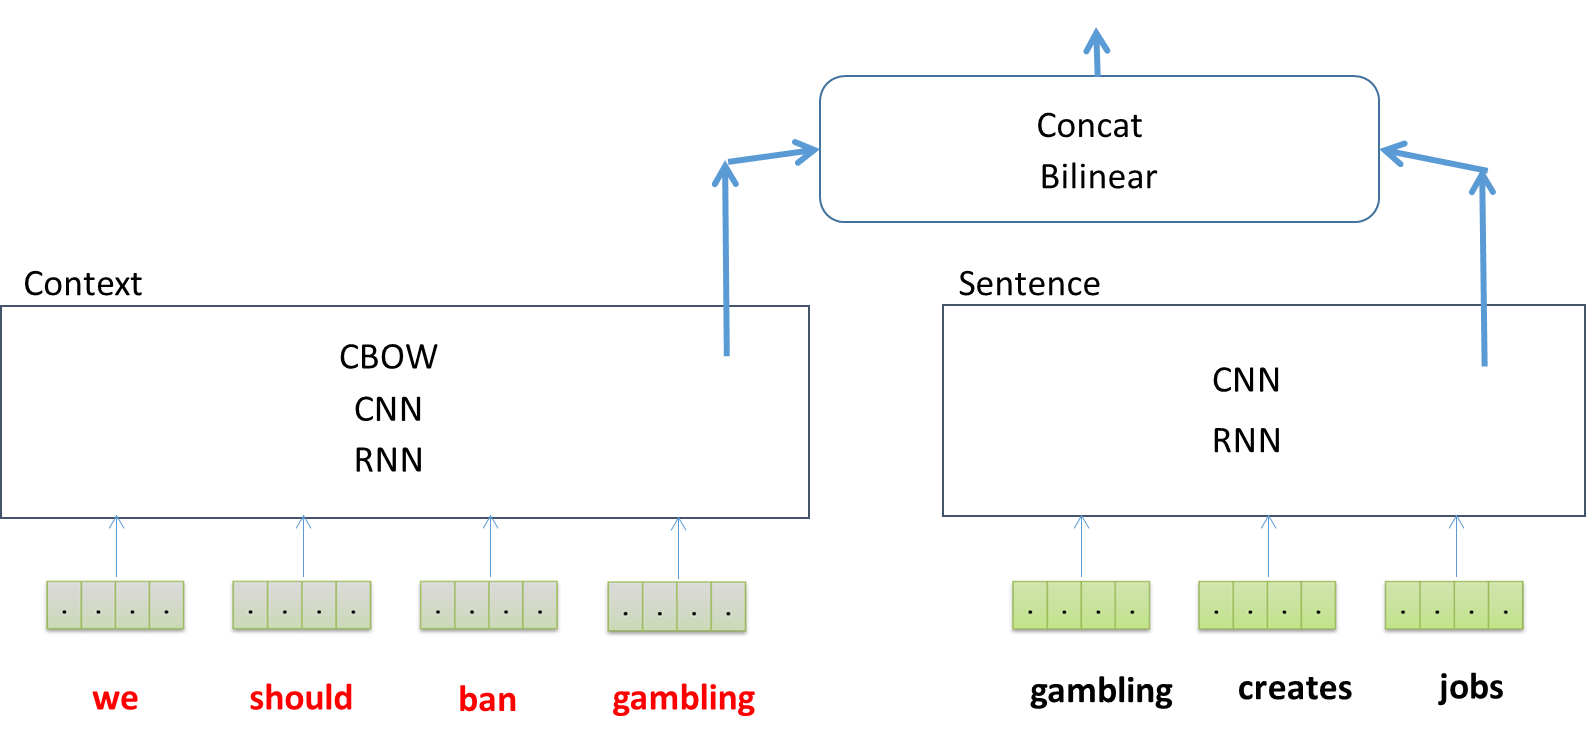 Concat
Bilinear
Context
CBOW
CNN
RNN
we should ban gambling
Sentence
CNN
RNN
gambling creates jobs